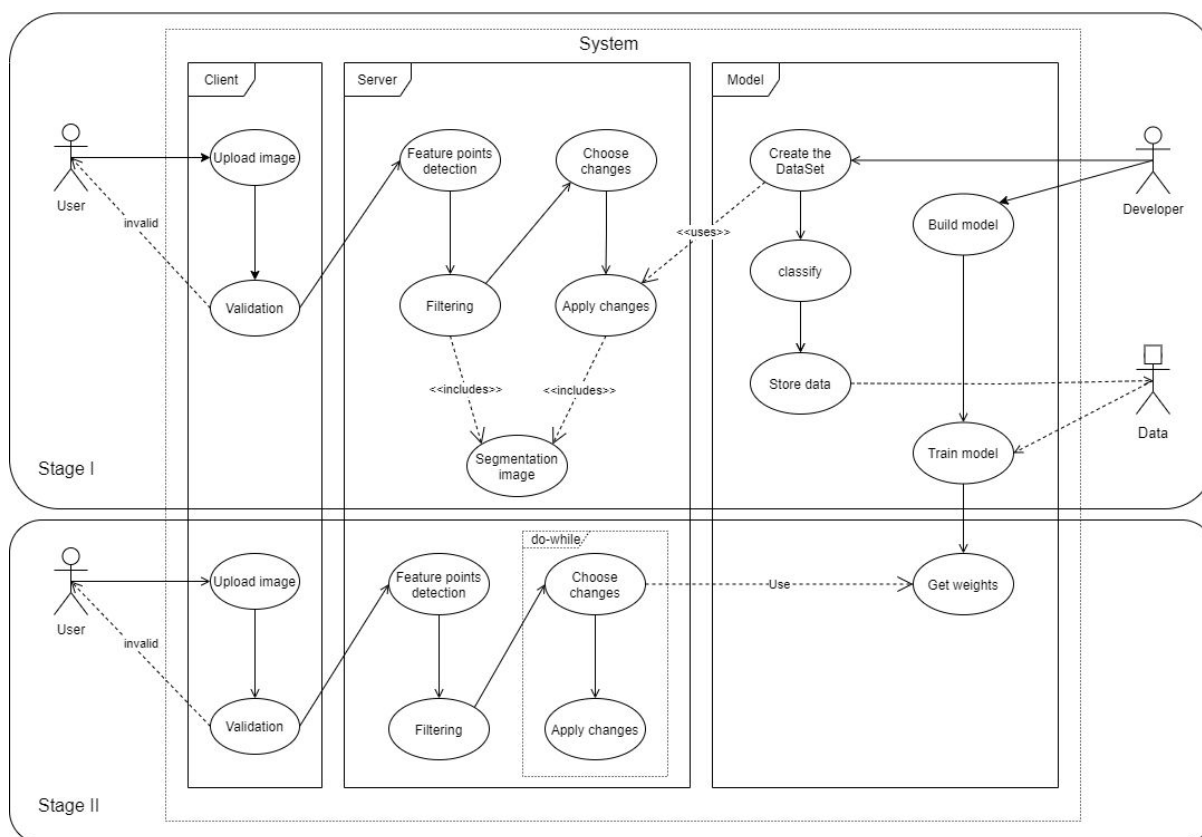 System
Client
Server
Model
User
Upload image
Feature points
detection
Choose
changes
Create the
DataSet
Developer
Build model
invalid
<<uses>>
classify
Validation
Filtering
Apply changes
Store data
<<includes>>
<<includes>>
Data
Segmentation
image
Train model
Stage I
do-while
User
Upload image
Feature points
detection
Choose
changes
Use
Get weights
invalid
Validation
Filtering
Apply changes
Stage II